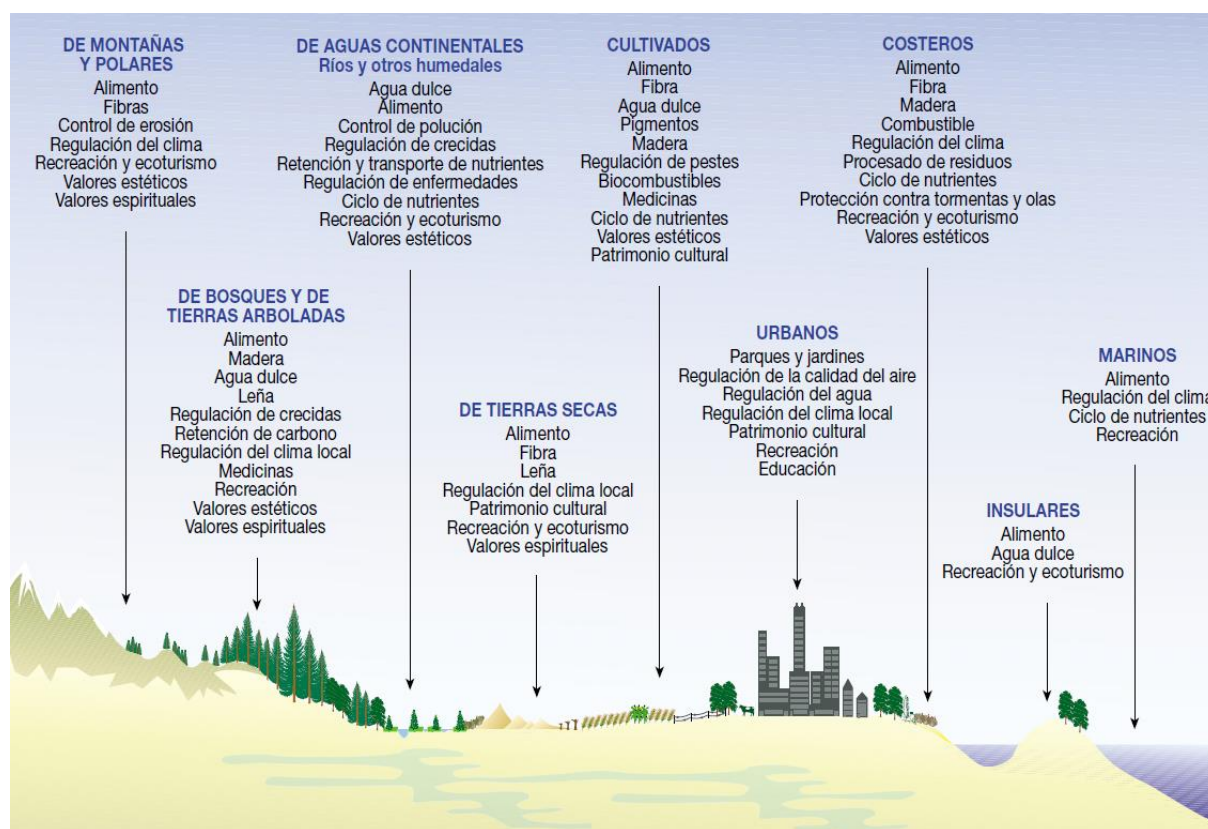 DE MONTAÑAS
Y POLARES
Alimento
Fibras
Control de erosión
Regulación del clima
Recreación y ecoturismo
Valores estéticos
Valores espirituales
DE AGUAS CONTINENTALES
Ríos y otros humedales
Agua dulce
Alimento
Control de polución
Regulación de crecidas
Retención y transporte de nutrientes
Regulación de enfermedades
Ciclo de nutrientes
Recreación y ecoturismo
Valores estéticos
CULTIVADOS
Alimento
Fibra
Agua dulce
Pigmentos
Madera
Regulación de pestes
Biocombustibles
Medicinas
Ciclo de nutrientes
Valores estéticos
Patrimonio cultural
COSTEROS
Alimento
Fibra
Madera
Combustible
Regulación del clima
Procesado de residuos
Ciclo de nutrientes
Protección contra tormentas y olas
Recreación y ecoturismo
Valores estéticos
DE BOSQUES Y DE
TIERRAS ARBOLADAS
Alimento
Madera
Agua dulce
Leña
Regulación de crecidas
Retención de carbono
Regulación del clima local
Medicinas
Recreación
Valores estéticos
Valores espirituales
DE TIERRAS SECAS
Alimento
Fibra
Leña
Regulación del clima local
Patrimonio cultural
Recreación y ecoturismo
Valores espirituales
URBANOS
Parques y jardines
Regulación de la calidad del aire
Regulación del agua
Regulación del clima local
Patrimonio cultural
Recreación
Educación
MARINOS
Alimento
Regulación del clima
Ciclo de nutrientes
Recreación
INSULARES
Alimento
Agua dulce
Recreación y ecoturismo